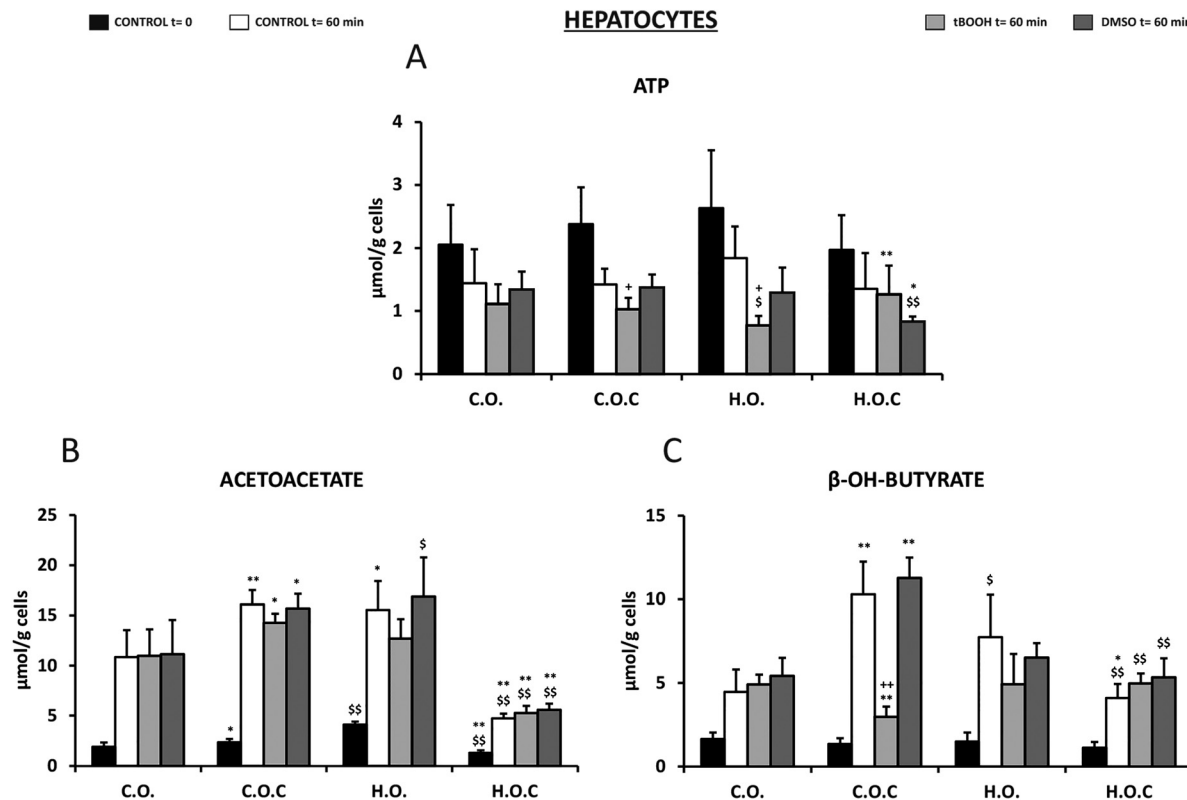 HEPATOCYTES
CONTROL t= 0
CONTROL t= 60 min
tBOOH t= 60 min
DMSO t= 60 min
A
ATP
µmol/g cells
4
3
2
1
0
+
+
$
**
*
$$
C.O.
C.O.C
H.O.
H.O.C
B
ACETOACETATE
µmol/g cells
25
20
15
10
5
0
*
**
*
*
$$
*
$
**
$$
**
$$
**
$$
**
$$
C.O.
C.O.C
H.O.
H.O.C
C
β-OH-BUTYRATE
µmol/g cells
15
10
5
0
**
++
**
**
$
*
$$
$$
$$
C.O.
C.O.C
H.O.
H.O.C